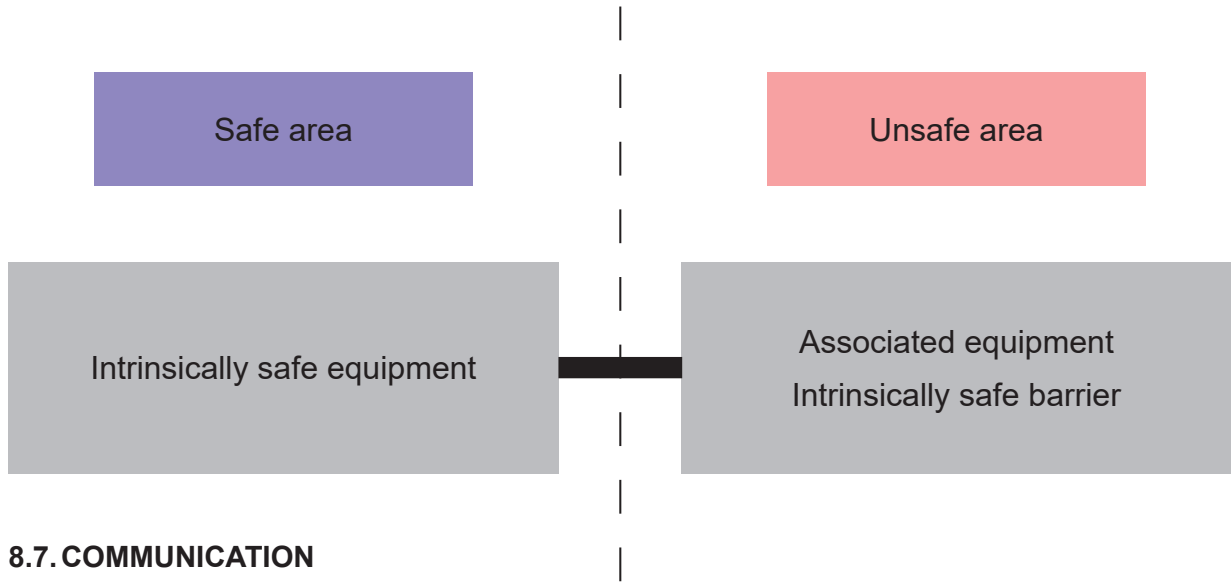 Safe area
Unsafe area
Intrinsically safe equipment
Associated equipment
Intrinsically safe barrier
8.7. COMMUNICATION